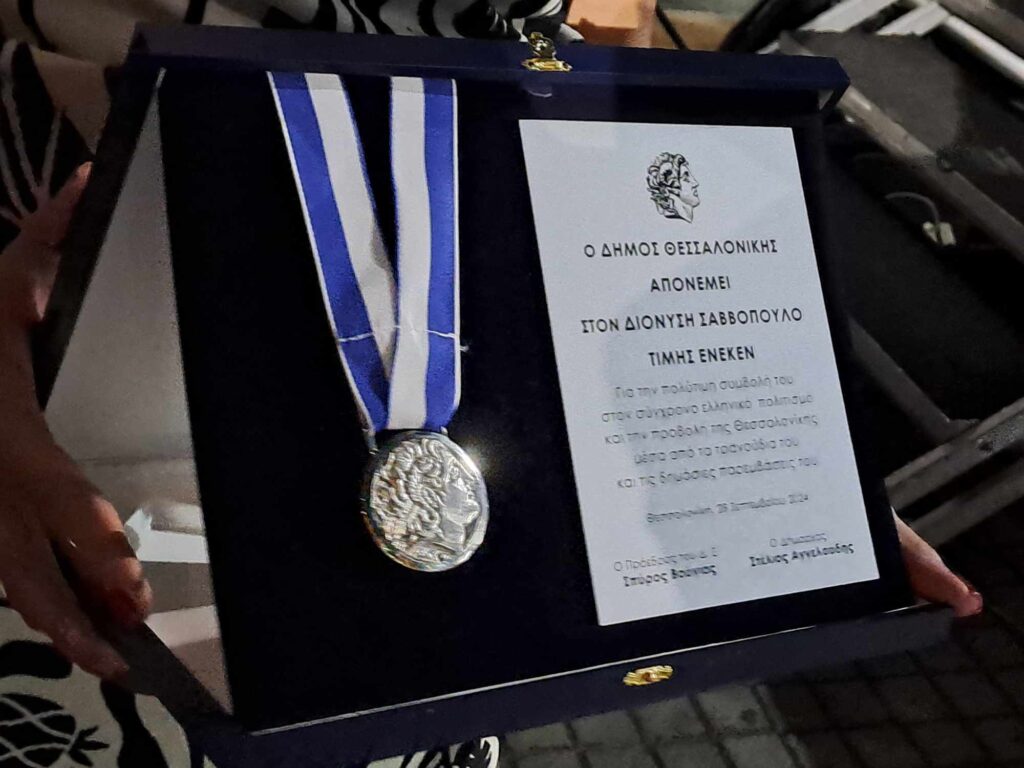 Ο ΔΗΜΟΣ ΘΕΣΣΑΛΟΝΙΚΗΣ
ΑΠΟΝΕΜΕΙ
ΣΤΟΝ ΔΙΟΝΥΣΗ ΣΑΒΒΟΠΟΥΛΟ
ΤΙΜΗΣ ΕΝΕΚΕΝ
Για την πολύτιμη συμβολή του
στον σύγχρονο ελληνικό πολιτισμό
και την προβολή της Θεσσαλονίκης
μέσα από τα τραγούδια του
και τις δημόσιες παρεμβάσεις του
Θεσσαλονίκη, Σεπτεμβρίου 2024
Ο Πρόεδρος του Δ. Σ
Σπύρος Βούγιας
Ο Δήμαρχος
Στέλιος Αγγελούδης